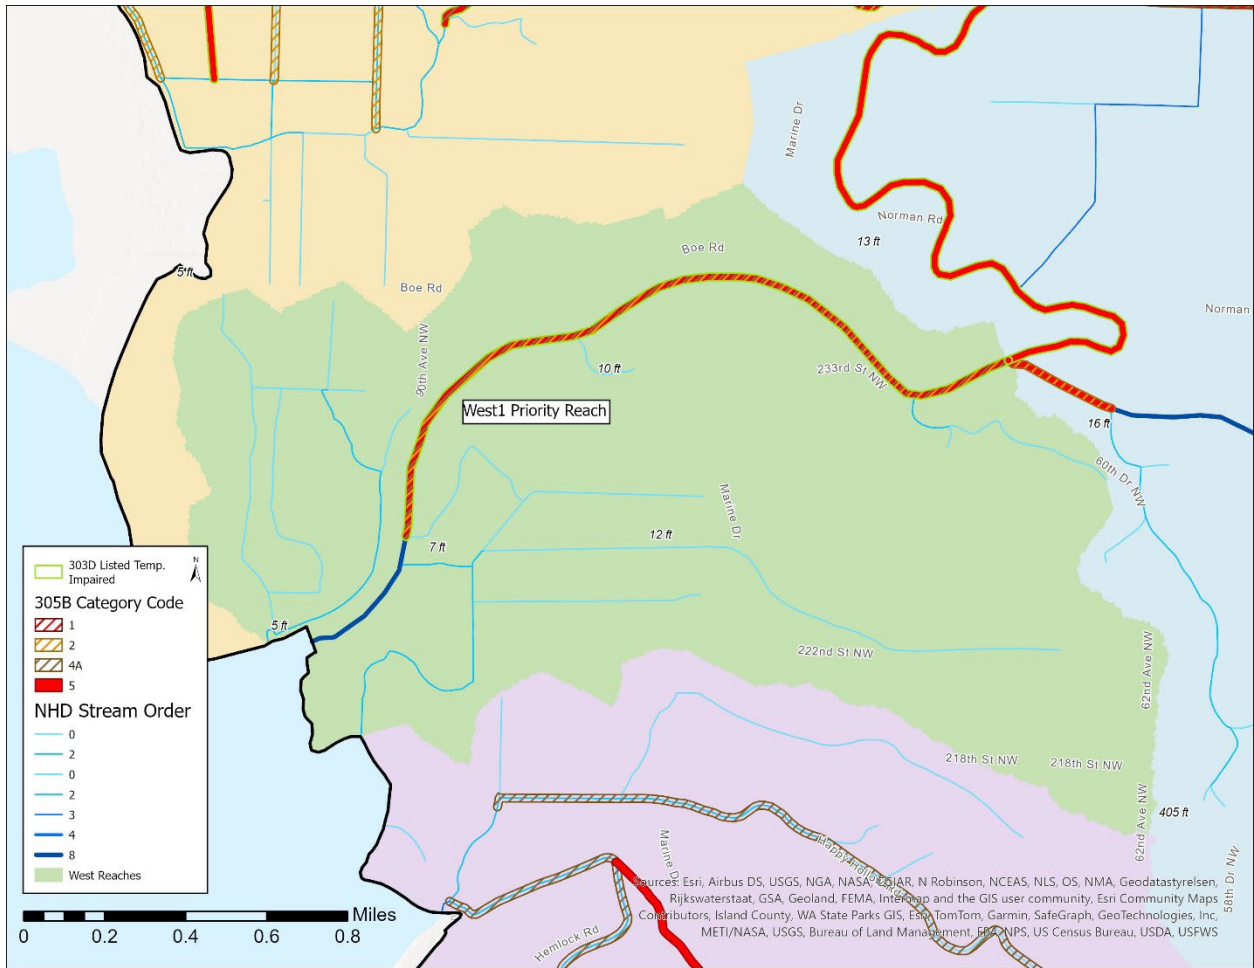 Marine Dr
Norman Rd
13 ft
Boe Rd
5 ft
Boe Rd
Norman
90th Ave NW
10 ft
233rd St NW
West1 Priority Reach
16 ft
60th Dr NW
Marine Dr
12 ft
7 ft
303D Listed Temp.
Impaired
N
305B Category Code
1
2
4A
5
NHD Stream Order
0
2
0
2
3
4
8
West Reaches
5 ft
222nd St NW
62nd Ave NW
218th St NW
218th St NW
405 ft
62nd Ave NW
Marine Dr
Happy Hollow Rd
58th Dr NW
Hemlock Rd
Miles
0 0.2 0.4 0.6 0.8
Sources: Esri, Airbus DS, USGS, NGA, NASA, CGIAR, N Robinson, NCEAS, NLS, OS, NMA, Geodatastyrelsen,
Rijkswaterstaat, GSA, Geoland, FEMA, Intermap and the GIS user community, Esri Community Maps
Contributors, Island County, WA State Parks GIS, Esri, TomTom, Garmin, SafeGraph, GeoTechnologies, Inc,
METI/NASA, USGS, Bureau of Land Management, EPA, NPS, US Census Bureau, USDA, USFWS